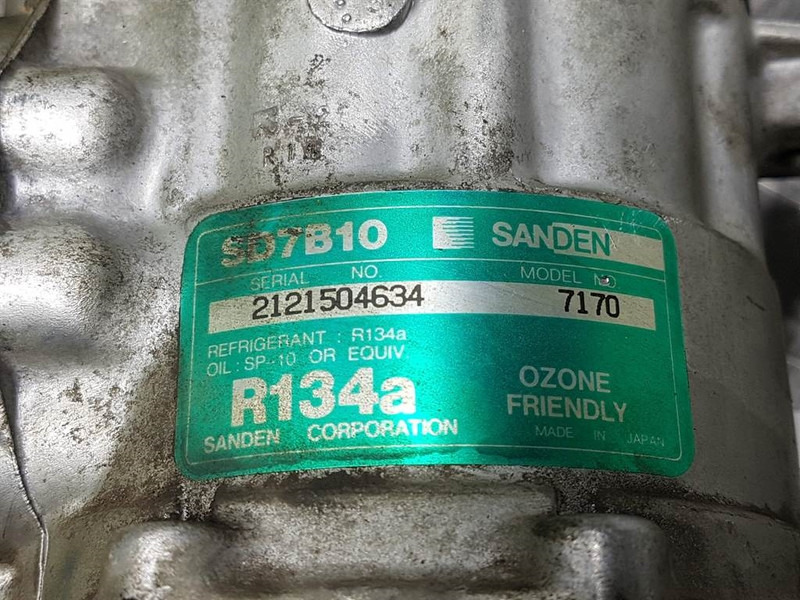 R 1
SD7B10 SANDEN
SERIAL NO. MODEL NO
2121504634 7170
REFRIGERANT : R134a
OIL : SP-10 OR EQUIV.
R134a OZONE FRIENDLY
SANDEN CORPORATION MADE IN JAPAN